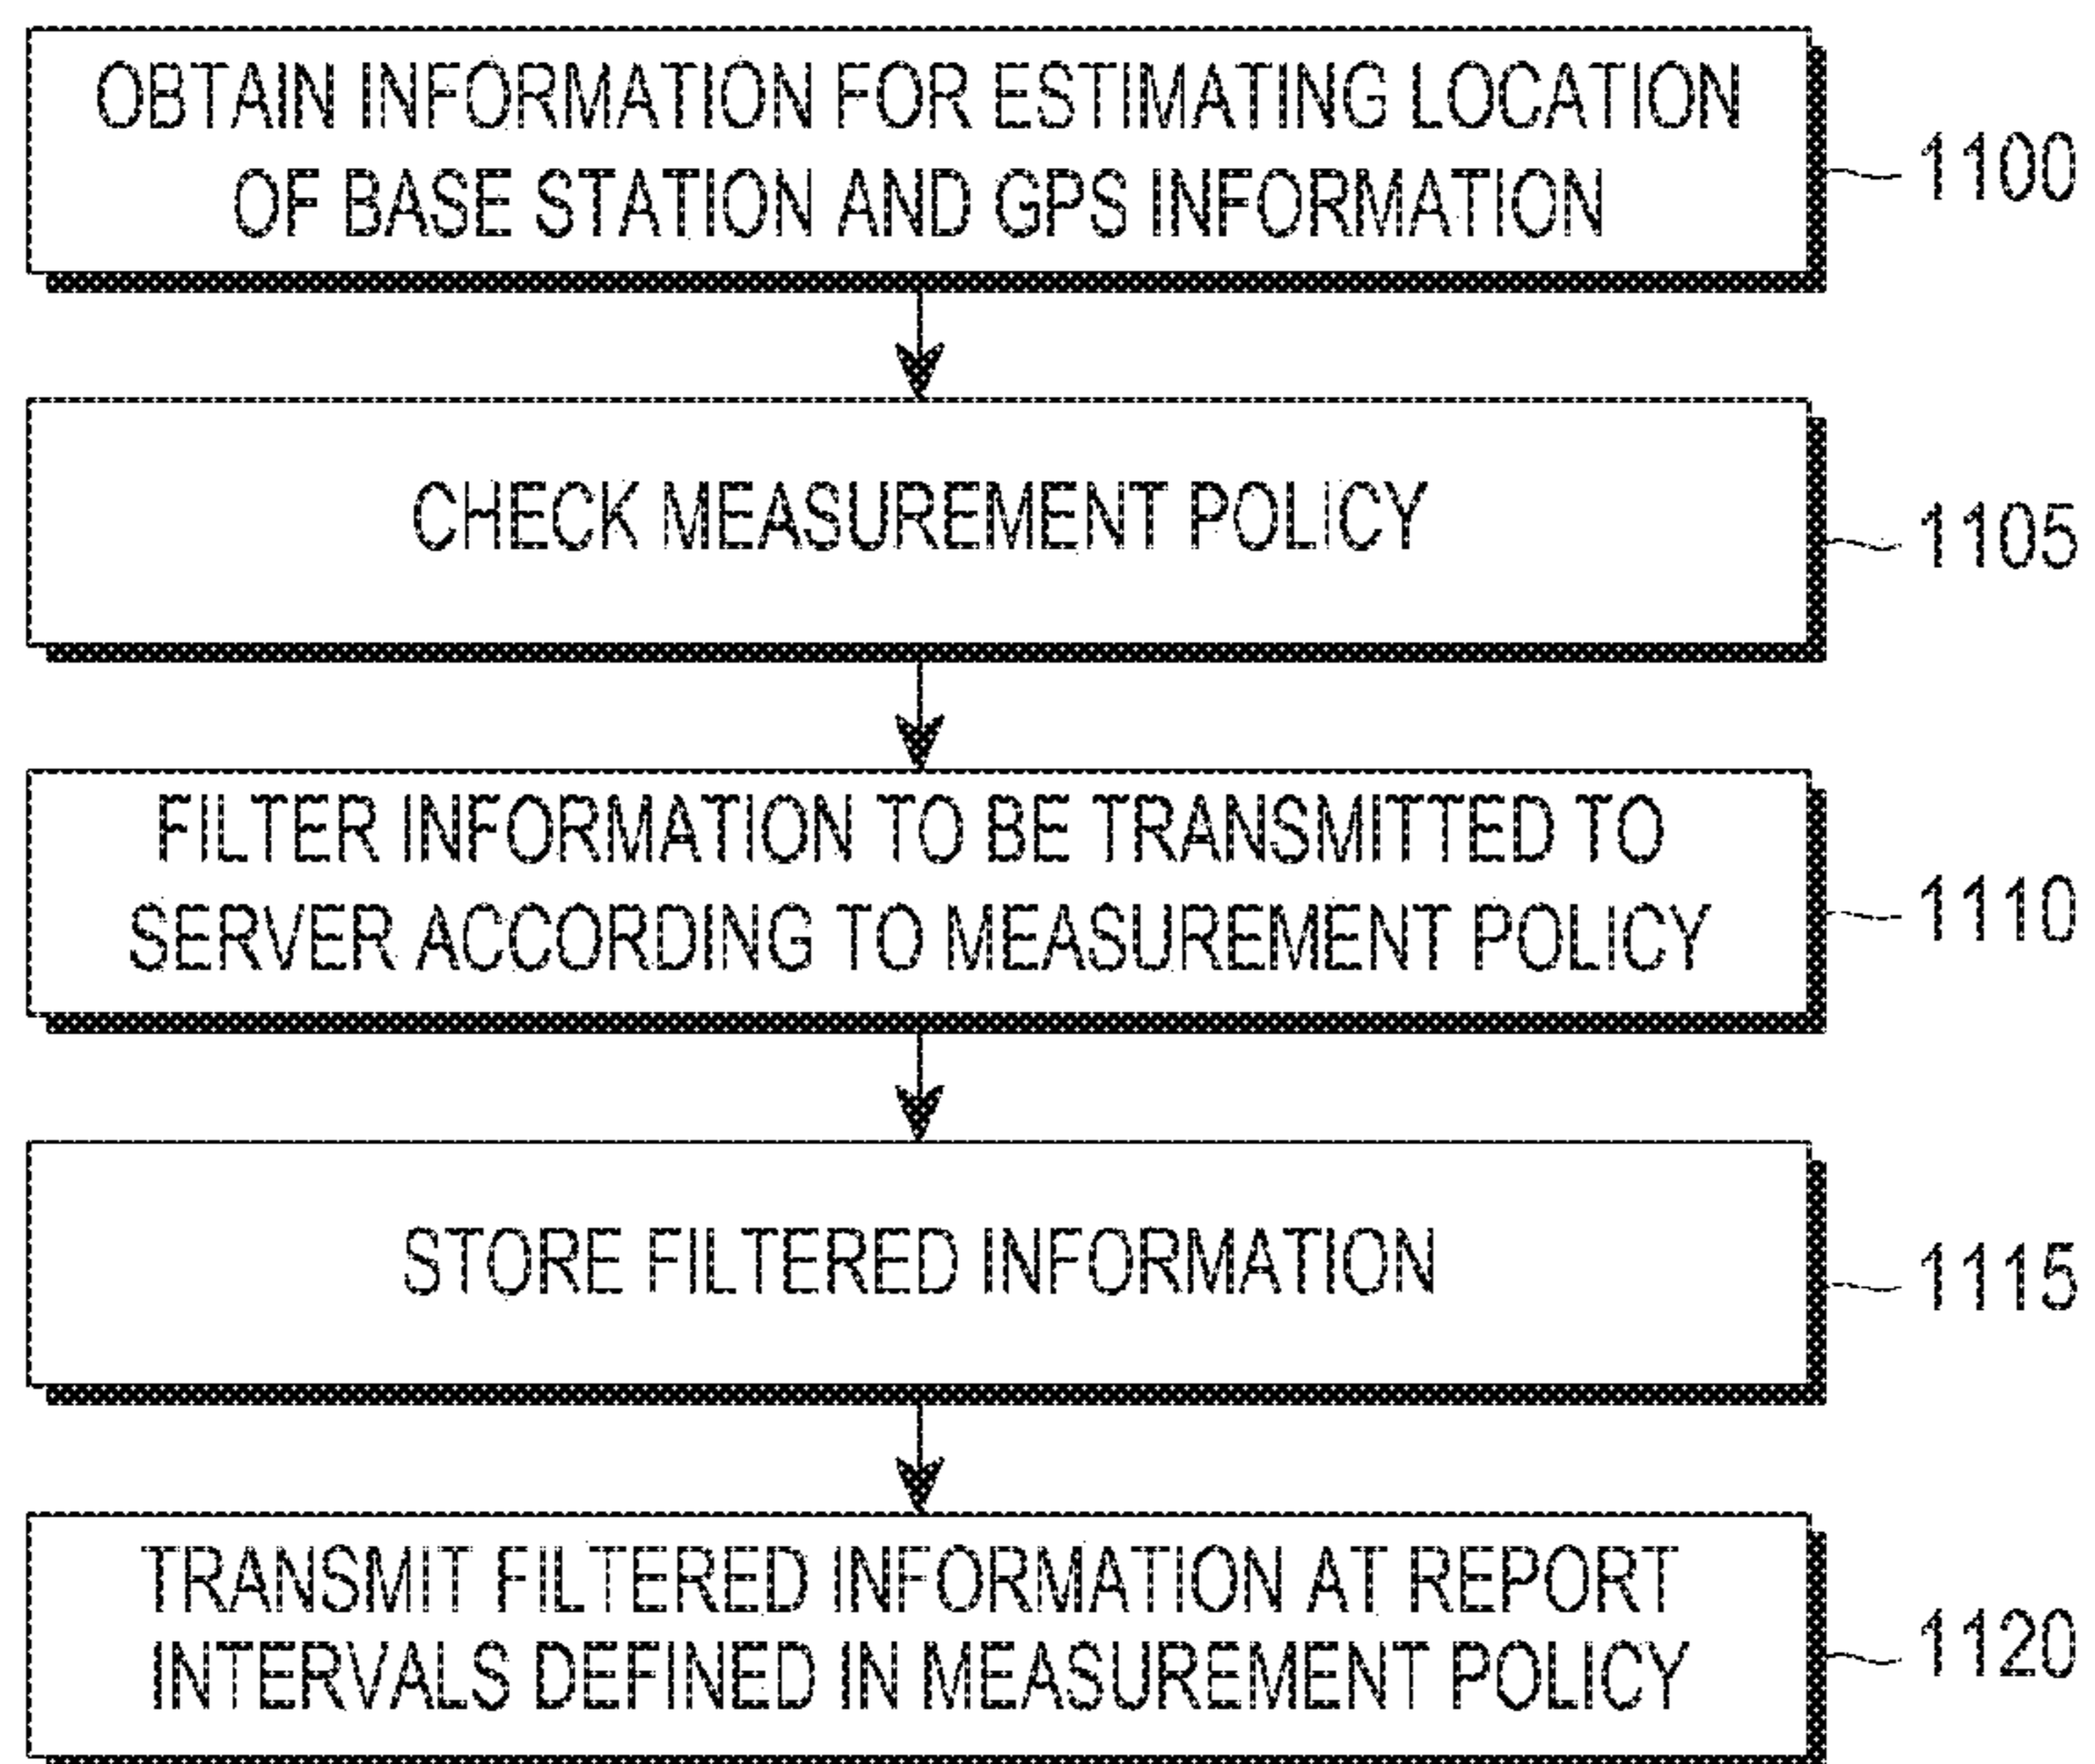 OBTAIN INFORMATION FOR ESTIMATING LOCATION
OF BASE STATION AND GPS INFORMATION
1100
CHECK MEASUREMENT POLICY
1105
FILTER INFORMATION TO BE TRANSMITTED TO
SERVER ACCORDING TO MEASUREMENT POLICY
1110
STORE FILTERED INFORMATION
1115
TRANSMIT FILTERED INFORMATION AT REPORT
INTERVALS DEFINED IN MEASUREMENT POLICY
1120